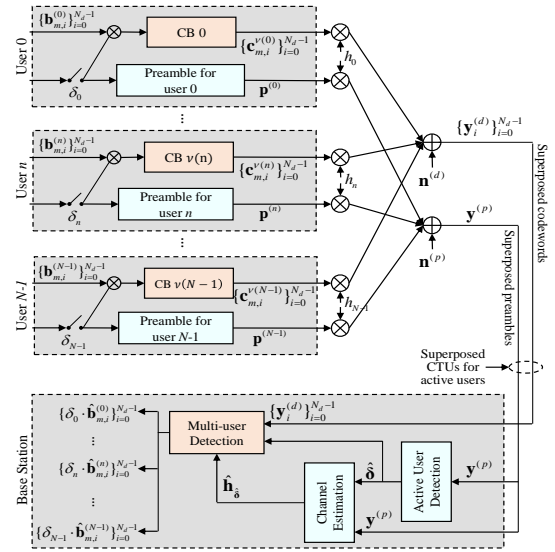 User 0
{b_{m,i}^{(0)}}_{i=0}^{N_d-1}
CB 0
{c_{m,i}^{ν(0)}}_{i=0}^{N_d-1}
δ_0
Preamble for
user 0
p^{(0)}
h_0
...
User n
{b_{m,i}^{(n)}}_{i=0}^{N_d-1}
CB ν(n)
{c_{m,i}^{ν(n)}}_{i=0}^{N_d-1}
δ_n
Preamble for
user n
p^{(n)}
h_n
...
User N-1
{b_{m,i}^{(N-1)}}_{i=0}^{N_d-1}
CB ν(N − 1)
{c_{m,i}^{ν(N-1)}}_{i=0}^{N_d-1}
δ_{N-1}
Preamble for
user N-1
p^{(N-1)}
h_{N-1}
{y_i^{(d)}}_{i=0}^{N_d-1}
n^{(d)}
y^{(p)}
n^{(p)}
Superposed codewords
Superposed preambles
Superposed
CTUs for
active users
Base Station
{δ_0 · b̂_{m,i}^{(0)}}_{i=0}^{N_d-1}
...
{δ_n · b̂_{m,i}^{(n)}}_{i=0}^{N_d-1}
...
{δ_{N-1} · b̂_{m,i}^{(N-1)}}_{i=0}^{N_d-1}
Multi-user
Detection
{y_i^{(d)}}_{i=0}^{N_d-1}
ĥ_{δ̂}
Channel
Estimation
δ̂
Active User
Detection
y^{(p)}
y^{(p)}